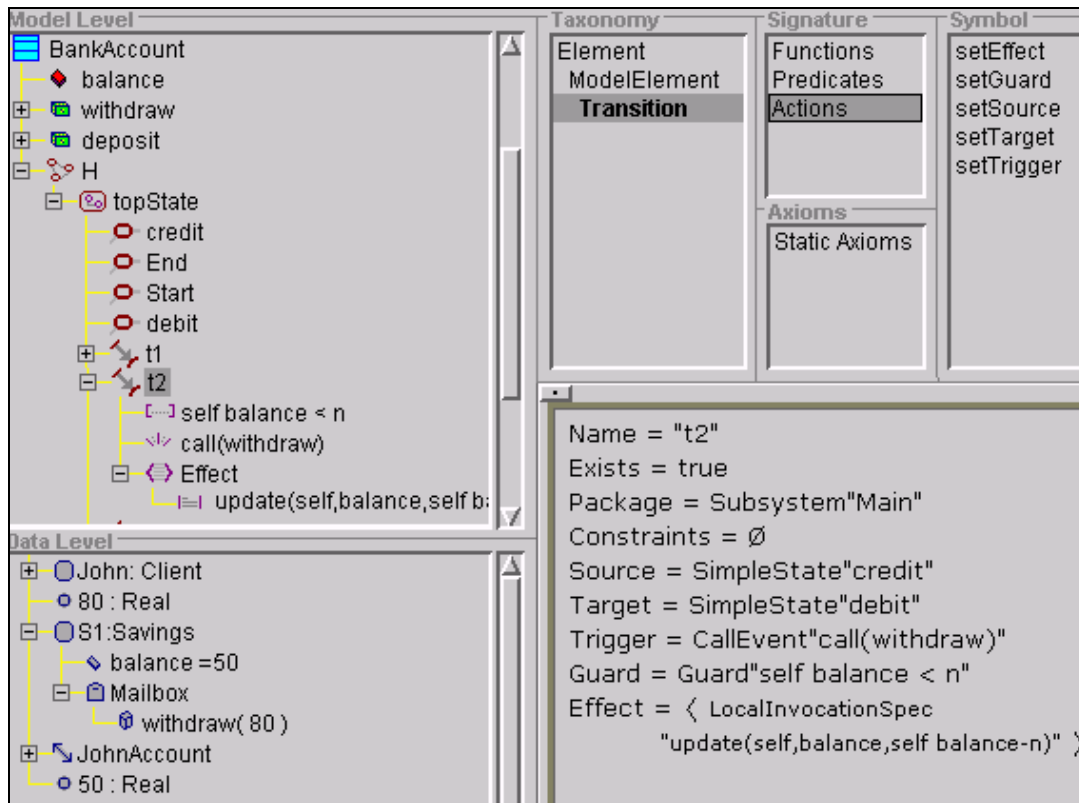 Model Level
BankAccount
balance
withdraw
deposit
H
topState
credit
End
Start
debit
t1
t2
self balance < n
call(withdraw)
Effect
update(self,balance,self b
Data Level
John: Client
80 : Real
S1:Savings
balance =50
Mailbox
withdraw( 80 )
JohnAccount
50 : Real
Taxonomy
Element
ModelElement
Transition
Signature
Functions
Predicates
Actions
Axioms
Static Axioms
Symbol
setEffect
setGuard
setSource
setTarget
setTrigger
Name = "t2"
Exists = true
Package = Subsystem"Main"
Constraints = Ø
Source = SimpleState"credit"
Target = SimpleState"debit"
Trigger = CallEvent"call(withdraw)"
Guard = Guard"self balance < n"
Effect = ⟨ LocalInvocationSpec
"update(self,balance,self balance-n)" ⟩